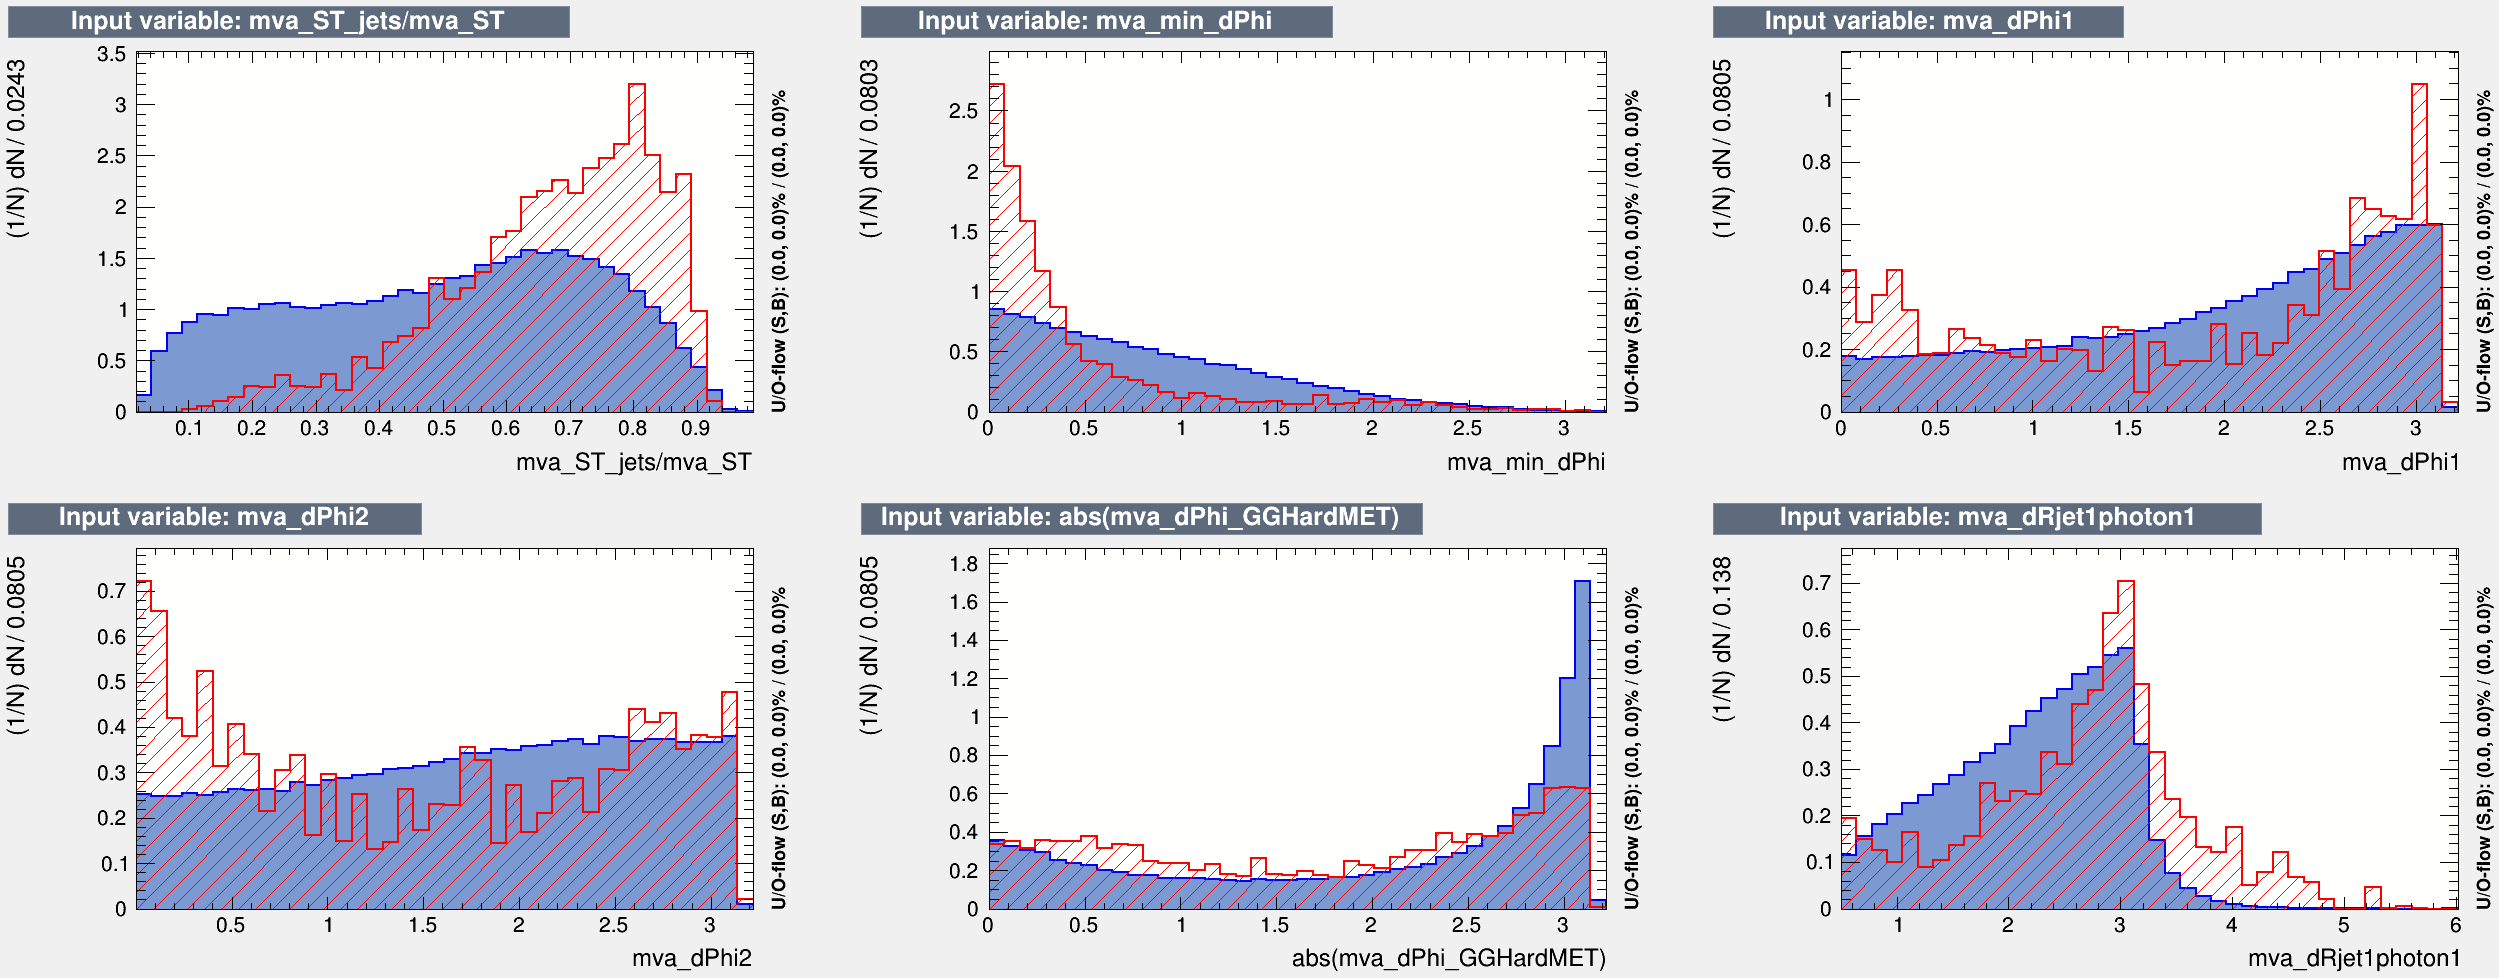 Input variable: mva_ST_jets/mva_ST
(1/N) dN / 0.0243
3.5
3
2.5
2
1.5
1
0.5
0
0.1 0.2 0.3 0.4 0.5 0.6 0.7 0.8 0.9
mva_ST_jets/mva_ST
U/O-flow (S,B): (0.0, 0.0)% / (0.0, 0.0)%
Input variable: mva_min_dPhi
(1/N) dN / 0.0803
2.5
2
1.5
1
0.5
0
0 0.5 1 1.5 2 2.5 3
mva_min_dPhi
U/O-flow (S,B): (0.0, 0.0)% / (0.0, 0.0)%
Input variable: mva_dPhi1
(1/N) dN / 0.0805
1
0.8
0.6
0.4
0.2
0
0 0.5 1 1.5 2 2.5 3
mva_dPhi1
U/O-flow (S,B): (0.0, 0.0)% / (0.0, 0.0)%
Input variable: mva_dPhi2
(1/N) dN / 0.0805
0.7
0.6
0.5
0.4
0.3
0.2
0.1
0
0.5 1 1.5 2 2.5 3
mva_dPhi2
U/O-flow (S,B): (0.0, 0.0)% / (0.0, 0.0)%
Input variable: abs(mva_dPhi_GGHardMET)
(1/N) dN / 0.0805
1.8
1.6
1.4
1.2
1
0.8
0.6
0.4
0.2
0
0 0.5 1 1.5 2 2.5 3
abs(mva_dPhi_GGHardMET)
U/O-flow (S,B): (0.0, 0.0)% / (0.0, 0.0)%
Input variable: mva_dRjet1photon1
(1/N) dN / 0.138
0.7
0.6
0.5
0.4
0.3
0.2
0.1
0
1 2 3 4 5 6
mva_dRjet1photon1
U/O-flow (S,B): (0.0, 0.0)% / (0.0, 0.0)%